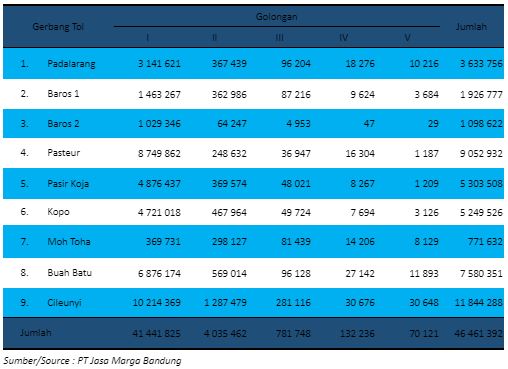 Gerbang Tol Golongan Jumlah
I II III IV V
1. Padalarang 3 141 621 367 439 96 204 18 276 10 216 3 633 756
2. Baros 1 1 463 267 362 986 87 216 9 624 3 684 1 926 777
3. Baros 2 1 029 346 64 247 4 953 47 29 1 098 622
4. Pasteur 8 749 862 248 632 36 947 16 304 1 187 9 052 932
5. Pasir Koja 4 876 437 369 574 48 021 8 267 1 209 5 303 508
6. Kopo 4 721 018 467 964 49 724 7 694 3 126 5 249 526
7. Moh Toha 369 731 298 127 81 439 14 206 8 129 771 632
8. Buah Batu 6 876 174 569 014 96 128 27 142 11 893 7 580 351
9. Cileunyi 10 214 369 1 287 479 281 116 30 676 30 648 11 844 288
Jumlah 41 441 825 4 035 462 781 748 132 236 70 121 46 461 392
Sumber/Source : PT Jasa Marga Bandung